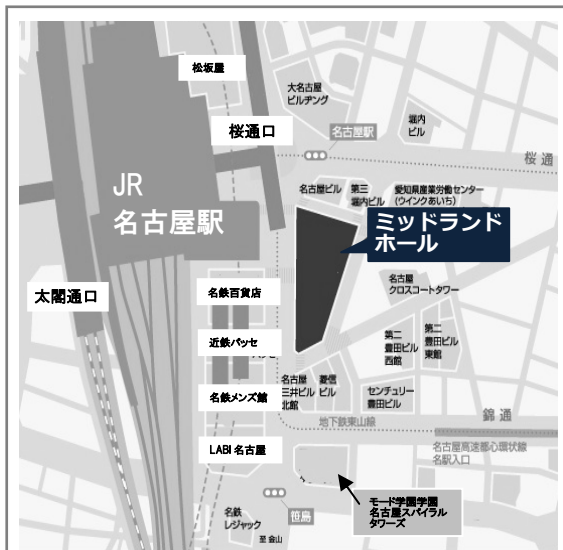 松坂屋
大名古屋
ビルヂング
堀内
ビル
桜通口
名古屋駅
桜通
JR
名古屋駅
名古屋ビル
第三
堀内ビル
愛知県産業労働センター
(ウインクあいち)
ミッドランド
ホール
太閤通口
名鉄百貨店
名古屋
クロスコートタワー
近鉄パッセ
第二
豊田ビル
西館
第二
豊田ビル
東館
名鉄メンズ館
名古屋
三井ビル
北館
菱信
ビル
センチュリー
豊田ビル
地下鉄東山線
錦通
名古屋高速都心環状線
名駅入口
LABI 名古屋
モード学園学園
名古屋スパイラル
タワーズ
笹島
名鉄
レジャック
至 金山